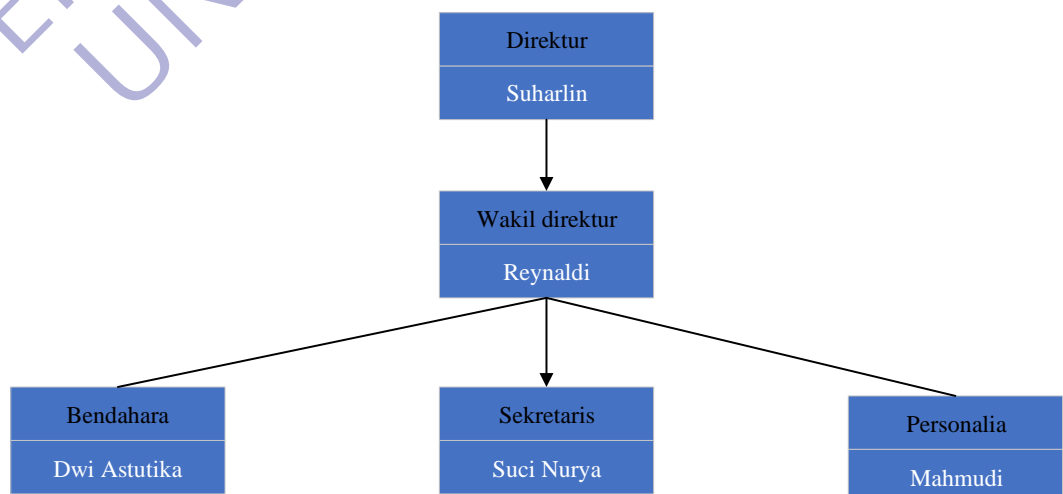 Direktur
Suharlin
Wakil direktur
Reynaldi
Bendahara
Dwi Astutika
Sekretaris
Suci Nurya
Personalia
Mahmudi